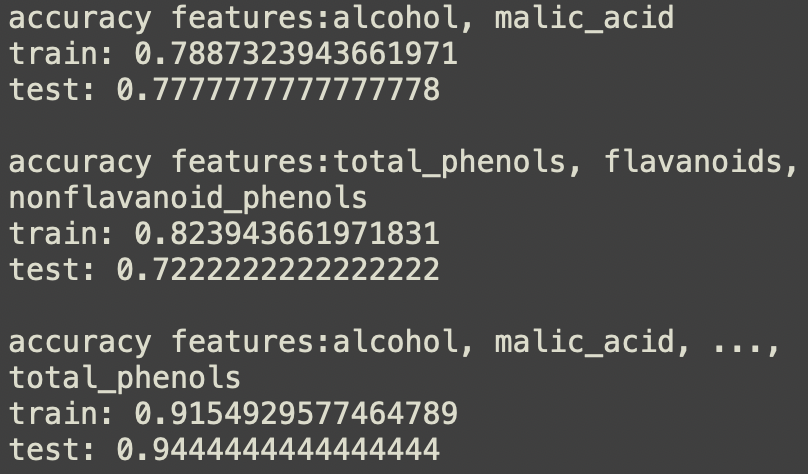 accuracy features:alcohol, malic_acid
train: 0.7887323943661971
test: 0.7777777777777778
accuracy features:total_phenols, flavanoids,
nonflavanoid_phenols
train: 0.823943661971831
test: 0.7222222222222222
accuracy features:alcohol, malic_acid, ...,
total_phenols
train: 0.9154929577464789
test: 0.9444444444444444